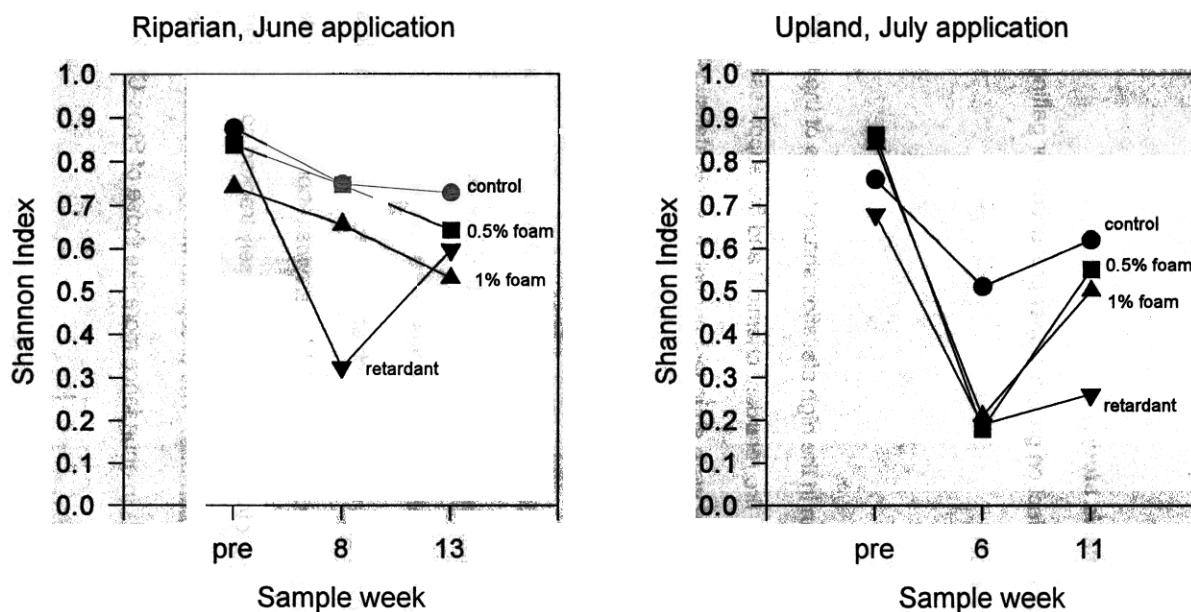 Riparian, June application
1.0
0.9
0.8
0.7
0.6
0.5
0.4
0.3
0.2
0.1
0.0
Shannon Index
control
0.5% foam
1% foam
retardant
pre 8 13
Sample week
Upland, July application
1.0
0.9
0.8
0.7
0.6
0.5
0.4
0.3
0.2
0.1
0.0
Shannon Index
control
0.5% foam
1% foam
retardant
pre 6 11
Sample week